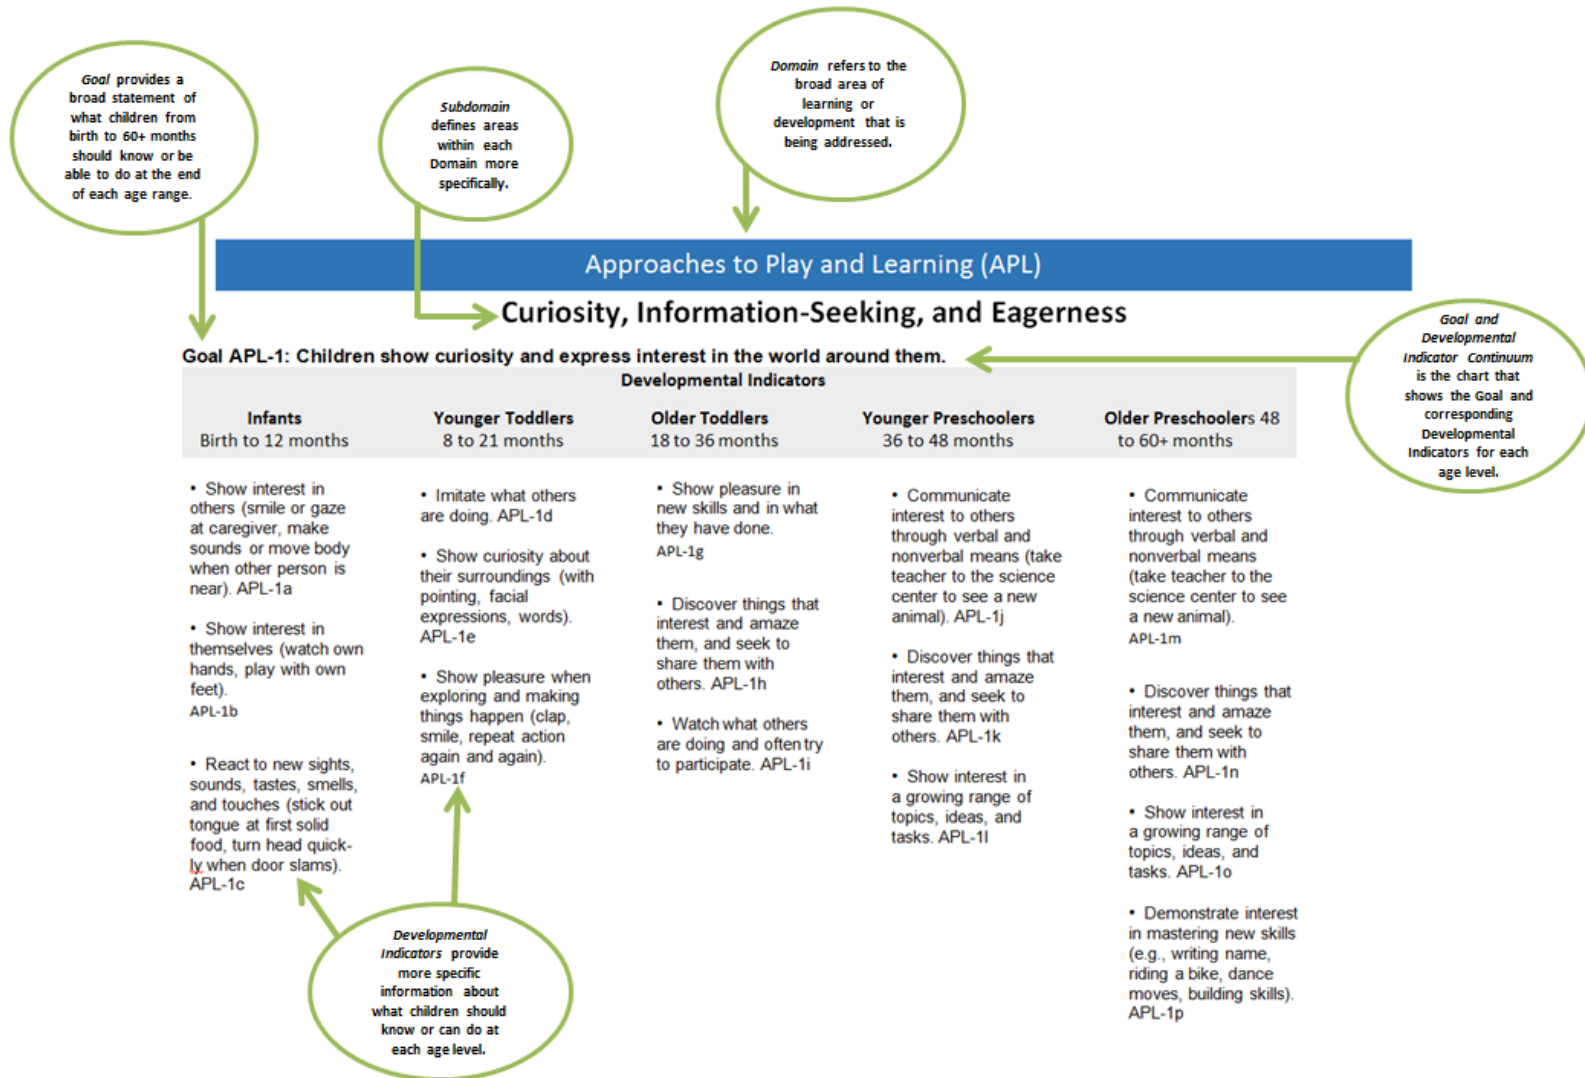 Goal provides a
broad statement of
what children from
birth to 60+ months
should know or be
able to do at the end
of each age range.
Subdomain
defines areas
within each
Domain more
specifically.
Domain refers to the
broad area of
learning or
development that is
being addressed.
Approaches to Play and Learning (APL)
Curiosity, Information-Seeking, and Eagerness
Goal and
Developmental
Indicator Continuum
is the chart that
shows the Goal and
corresponding
Developmental
Indicators for each
age level.
Goal APL-1: Children show curiosity and express interest in the world around them.
Developmental Indicators
Infants
Birth to 12 months
Younger Toddlers
8 to 21 months
Older Toddlers
18 to 36 months
Younger Preschoolers
36 to 48 months
Older Preschoolers 48
to 60+ months
• Show interest in
others (smile or gaze
at caregiver, make
sounds or move body
when other person is
near). APL-1a
• Show interest in
themselves (watch own
hands, play with own
feet).
APL-1b
• React to new sights,
sounds, tastes, smells,
and touches (stick out
tongue at first solid
food, turn head quick-
ly when door slams).
APL-1c
• Imitate what others
are doing. APL-1d
• Show curiosity about
their surroundings (with
pointing, facial
expressions, words).
APL-1e
• Show pleasure when
exploring and making
things happen (clap,
smile, repeat action
again and again).
APL-1f
• Show pleasure in
new skills and in what
they have done.
APL-1g
• Discover things that
interest and amaze
them, and seek to
share them with
others. APL-1h
• Watch what others
are doing and often try
to participate. APL-1i
• Communicate
interest to others
through verbal and
nonverbal means (take
teacher to the science
center to see a new
animal). APL-1j
• Discover things that
interest and amaze
them, and seek to
share them with
others. APL-1k
• Show interest in
a growing range of
topics, ideas, and
tasks. APL-1l
• Communicate
interest to others
through verbal and
nonverbal means
(take teacher to the
science center to see
a new animal).
APL-1m
• Discover things that
interest and amaze
them, and seek to
share them with
others. APL-1n
• Show interest in
a growing range of
topics, ideas, and
tasks. APL-1o
• Demonstrate interest
in mastering new skills
(e.g., writing name,
riding a bike, dance
moves, building skills).
APL-1p
Developmental
Indicators provide
more specific
information about
what children should
know or can do at
each age level.